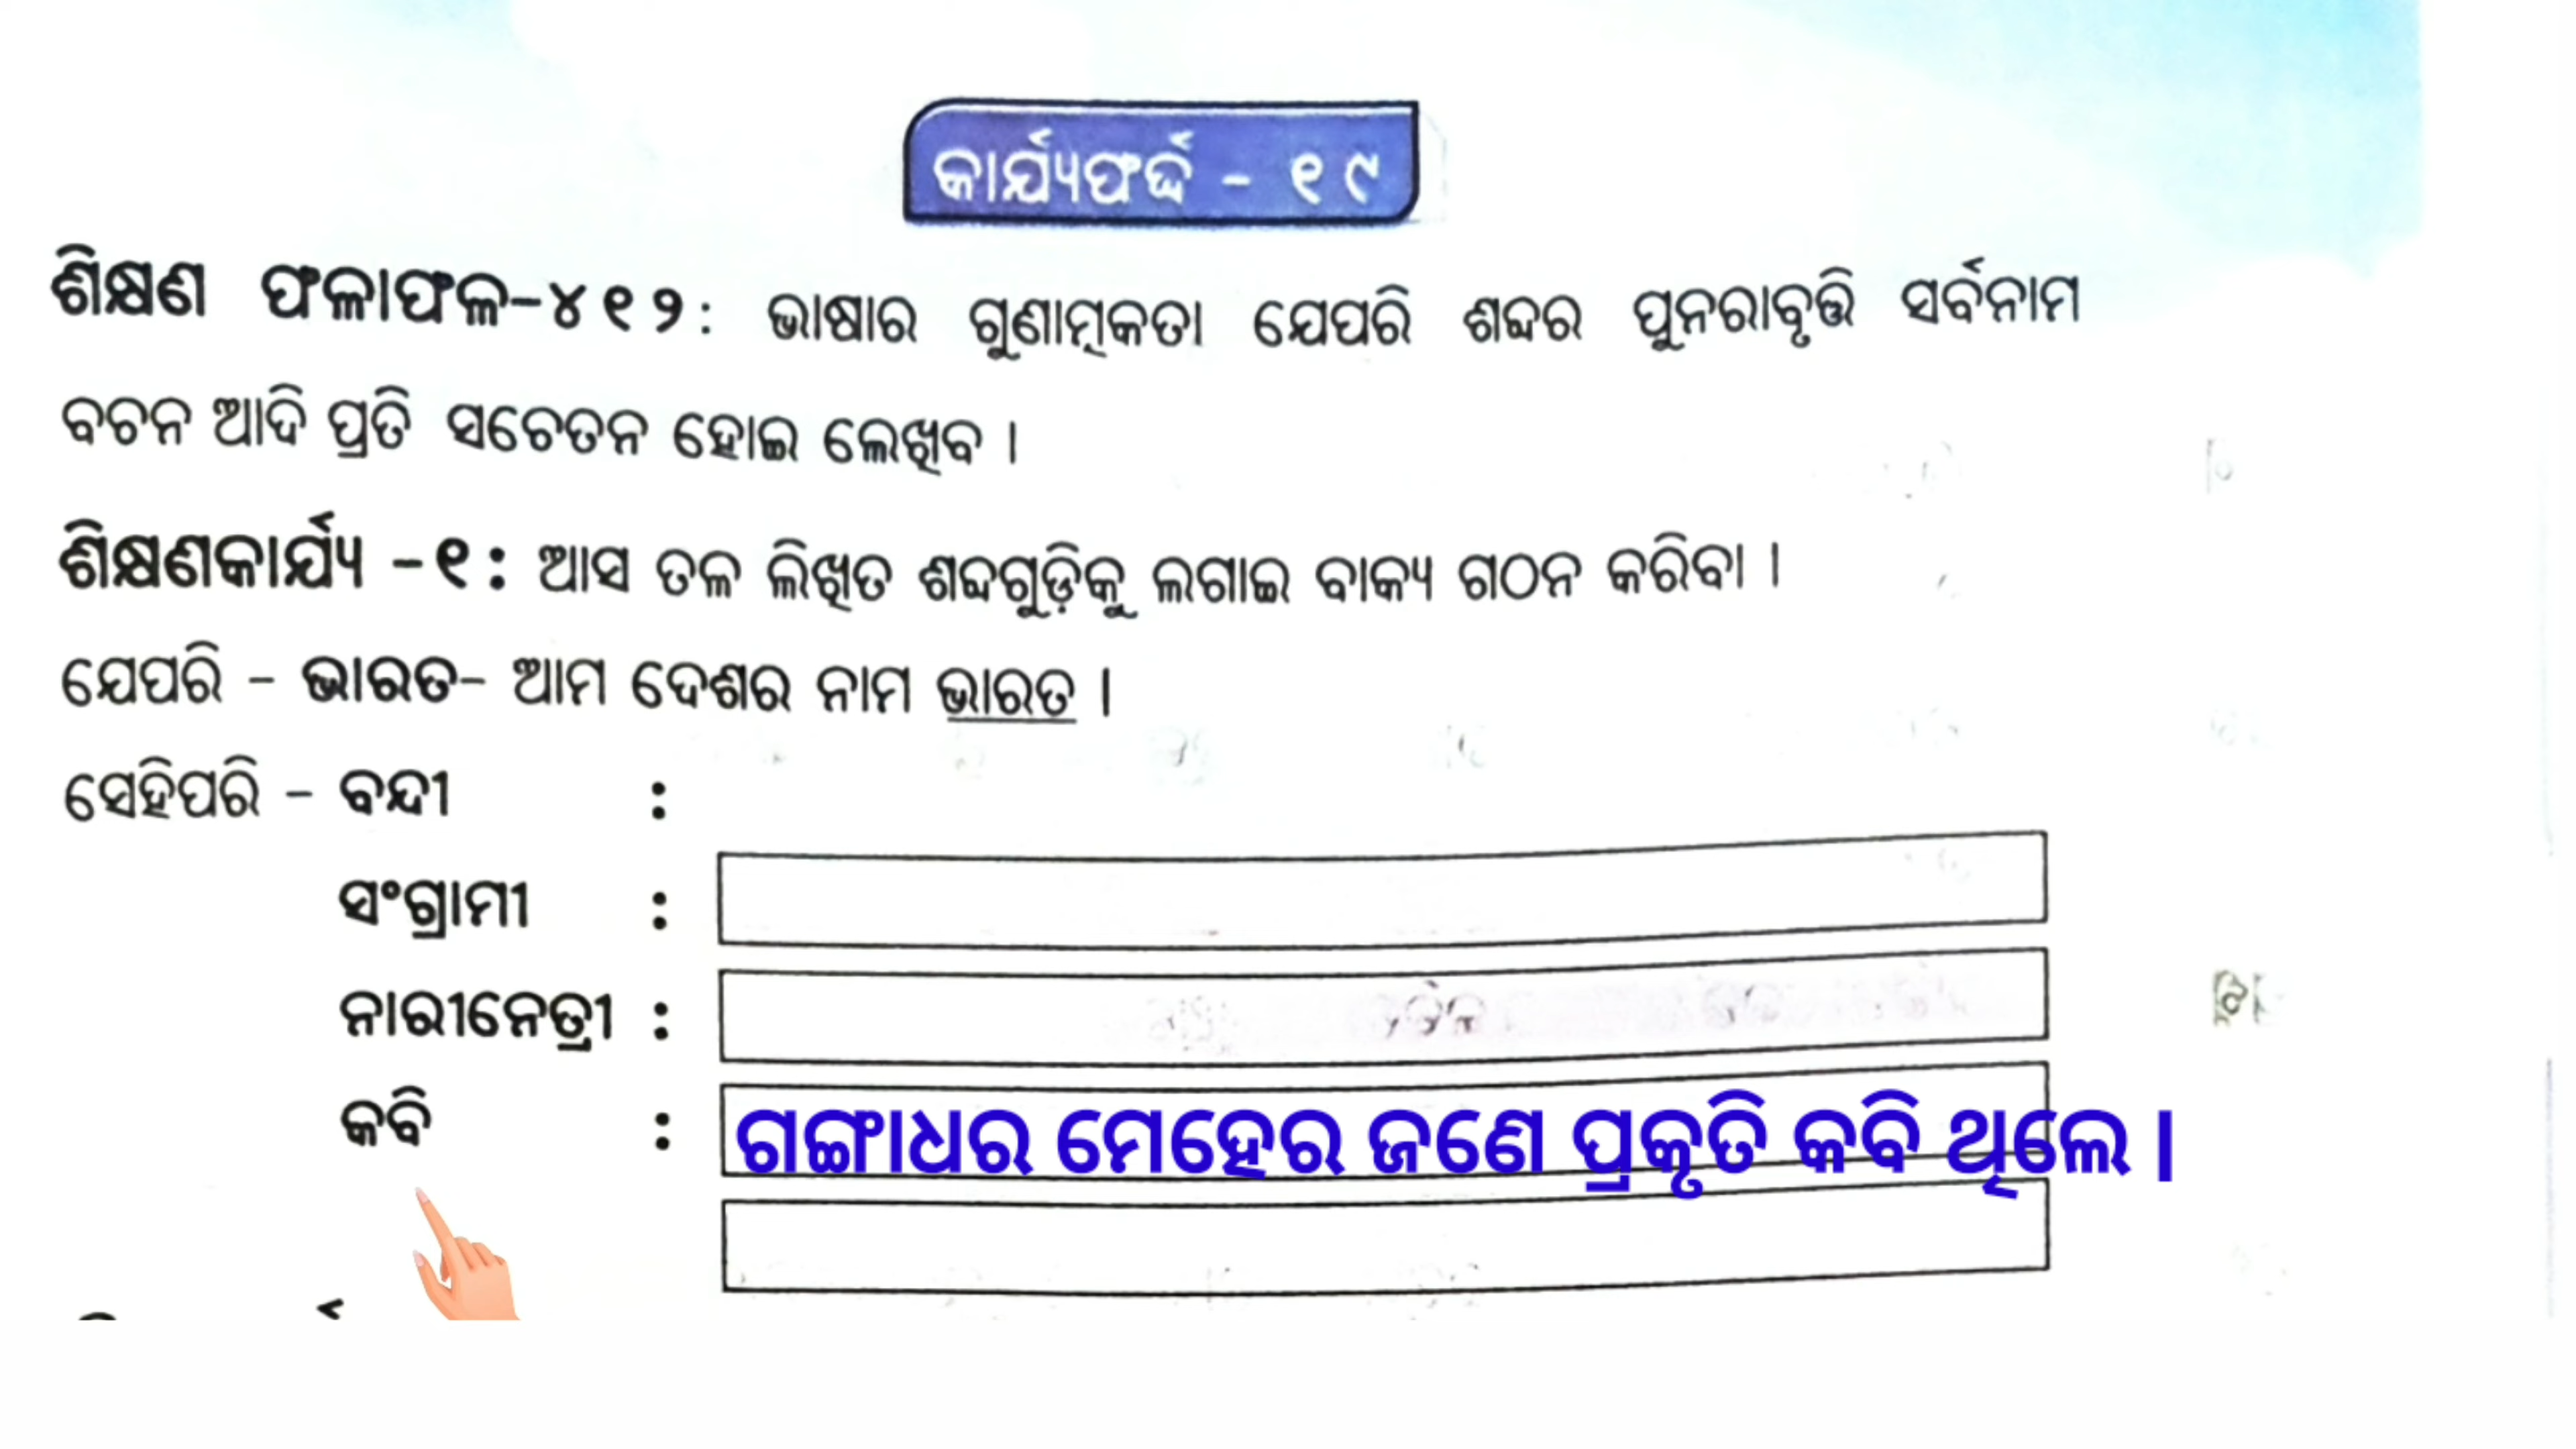 କାର୍ଯ୍ୟଫର୍ଦ୍ଦ - ୧୯
ଶିକ୍ଷଣ ଫଳାଫଳ-୪୧୨: ଭାଷାର ଗୁଣାତ୍ମକତା ଯେପରି ଶବ୍ଦର ପୁନରାବୃତ୍ତି ସର୍ବନାମ
ବଚନ ଆଦି ପ୍ରତି ସଚେତନ ହୋଇ ଲେଖିବ ।
ଶିକ୍ଷଣକାର୍ଯ୍ୟ -୧: ଆସ ତଳ ଲିଖିତ ଶବ୍ଦଗୁଡ଼ିକୁ ଲଗାଇ ବାକ୍ୟ ଗଠନ କରିବା ।
ଯେପରି - ଭାରତ- ଆମ ଦେଶର ନାମ ଭାରତ ।
ସେହିପରି - ବନ୍ଦୀ :
ସଂଗ୍ରାମୀ :
ନାରୀନେତ୍ରୀ :
କବି : ଗଙ୍ଗାଧର ମେହେର ଜଣେ ପ୍ରକୃତି କବି ଥିଲେ ।